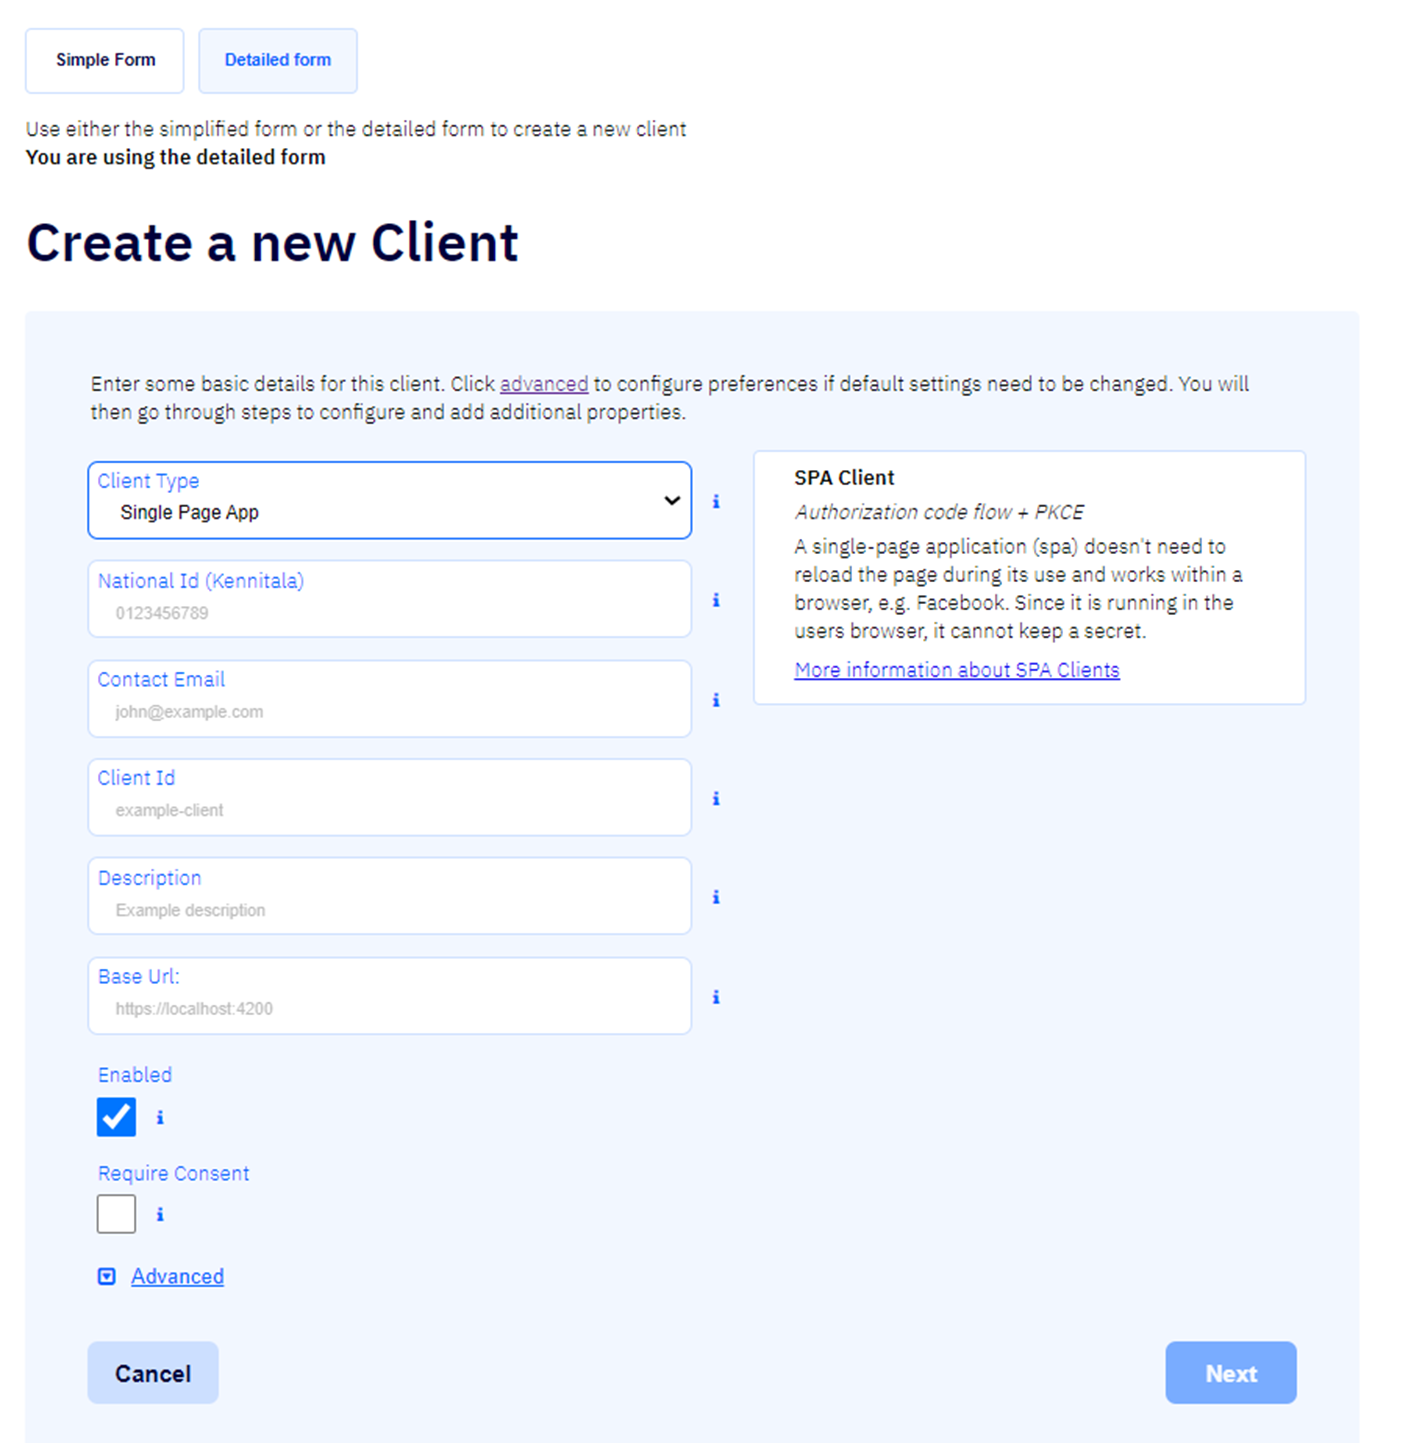 Simple Form
Detailed form
Use either the simplified form or the detailed form to create a new client
You are using the detailed form
Create a new Client
Enter some basic details for this client. Click advanced to configure preferences if default settings need to be changed. You will
then go through steps to configure and add additional properties.
Client Type
Single Page App
National Id (Kennitala)
0123456789
Contact Email
john@example.com
Client Id
example-client
Description
Example description
Base Url:
https://localhost:4200
Enabled
Require Consent
Advanced
Cancel
SPA Client
Authorization code flow + PKCE
A single-page application (spa) doesn't need to
reload the page during its use and works within a
browser, e.g. Facebook. Since it is running in the
users browser, it cannot keep a secret.
More information about SPA Clients
Next